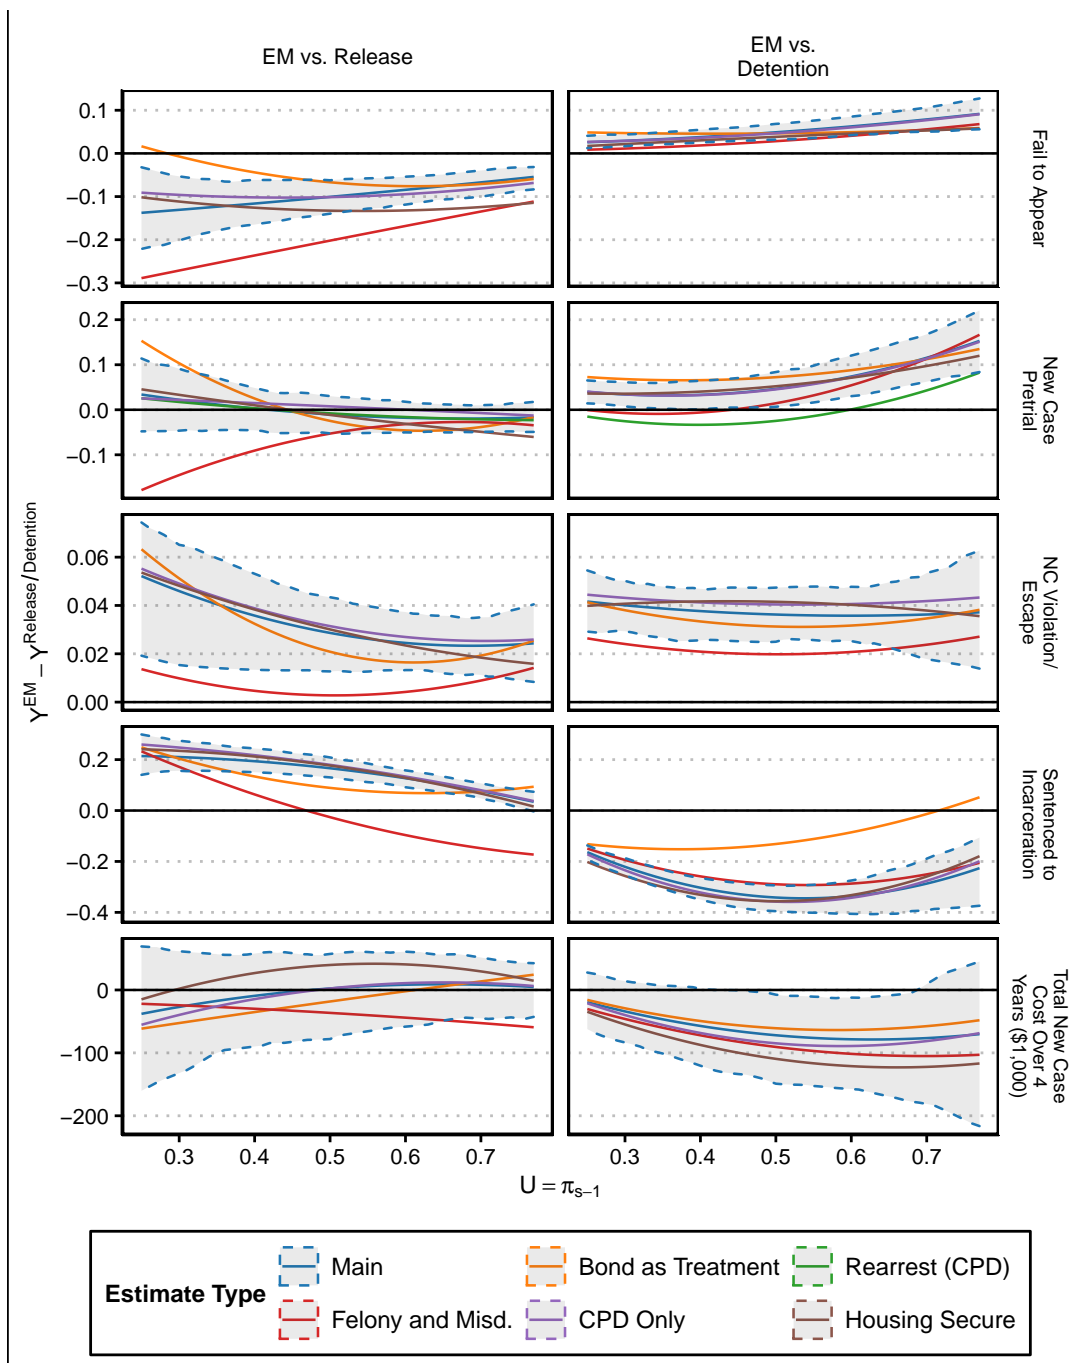 EM vs. Release
EM vs.
Detention
0.1
0.0
−0.1
−0.2
−0.3
Fail to Appear
0.2
0.1
0.0
−0.1
New Case
Pretrial
0.06
0.04
0.02
0.00
NC Violation/
Escape
Y^EM − Y^Release/Detention
0.2
0.0
−0.2
−0.4
Sentenced to
Incarceration
0
−100
−200
Total New Case
Cost Over 4
Years ($1,000)
0.3 0.4 0.5 0.6 0.7 0.3 0.4 0.5 0.6 0.7
U = π_{s−1}
Estimate Type
Main Bond as Treatment Rearrest (CPD)
Felony and Misd. CPD Only Housing Secure